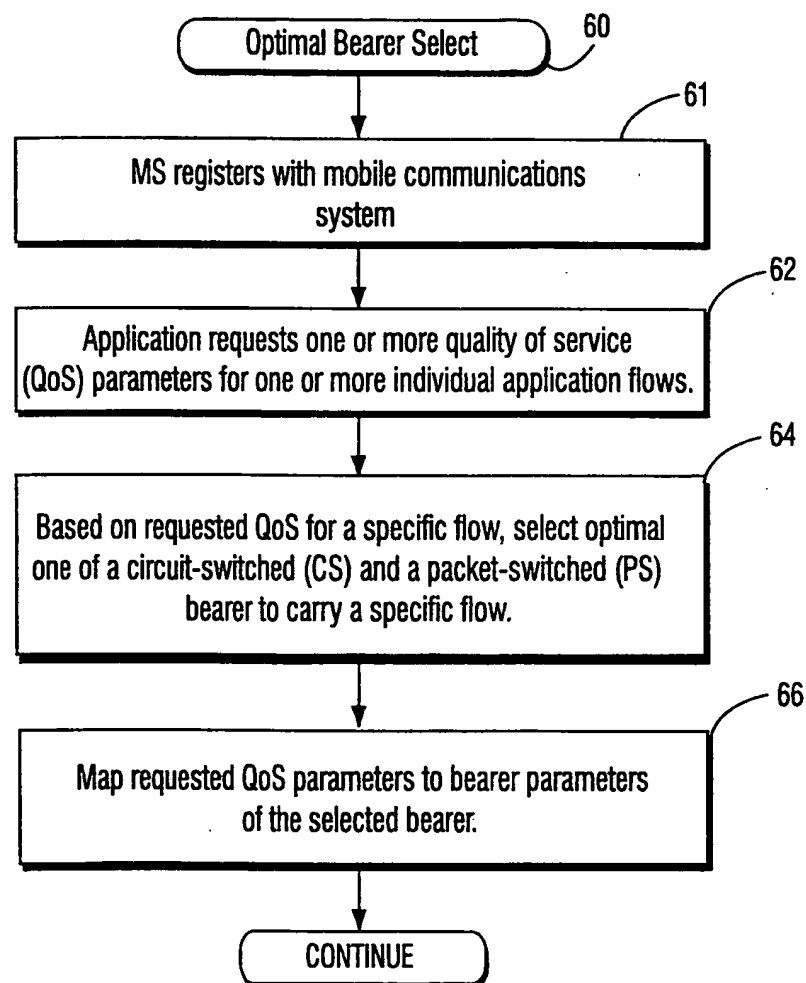 Optimal Bearer Select
60
61
MS registers with mobile communications
system
62
Application requests one or more quality of service
(QoS) parameters for one or more individual application flows.
64
Based on requested QoS for a specific flow, select optimal
one of a circuit-switched (CS) and a packet-switched (PS)
bearer to carry a specific flow.
66
Map requested QoS parameters to bearer parameters
of the selected bearer.
CONTINUE